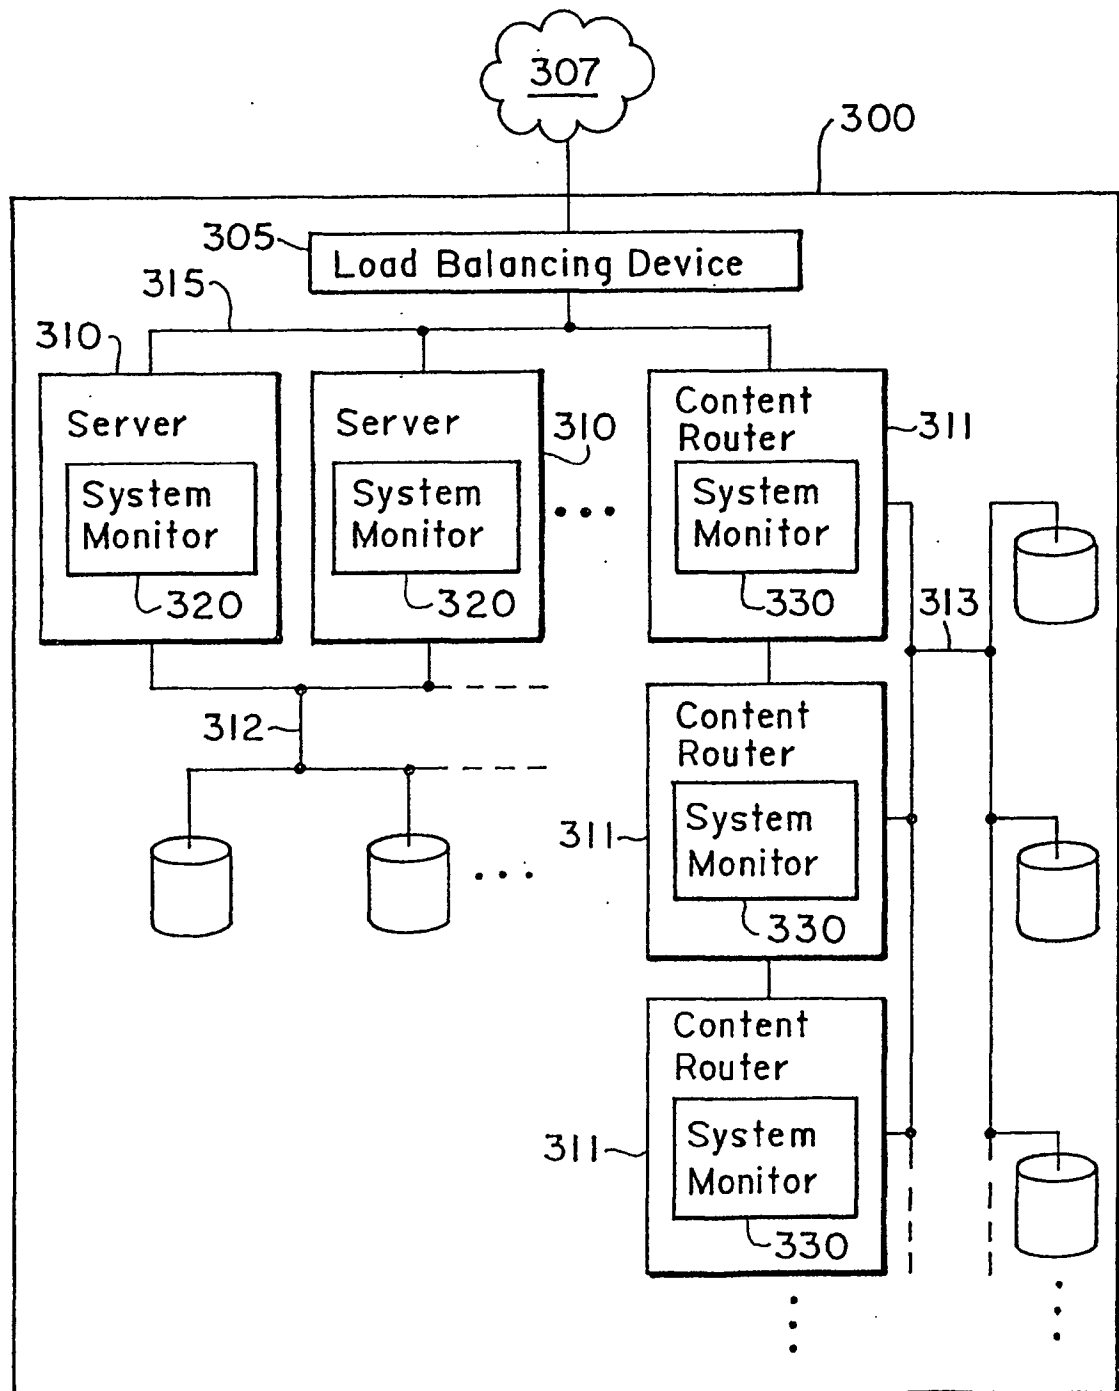 307
300
305
Load Balancing Device
315
310
Server
System
Monitor
320
Server
310
System
Monitor
320
Content
Router
311
System
Monitor
330
313
312
Content
Router
311
System
Monitor
330
Content
Router
311
System
Monitor
330